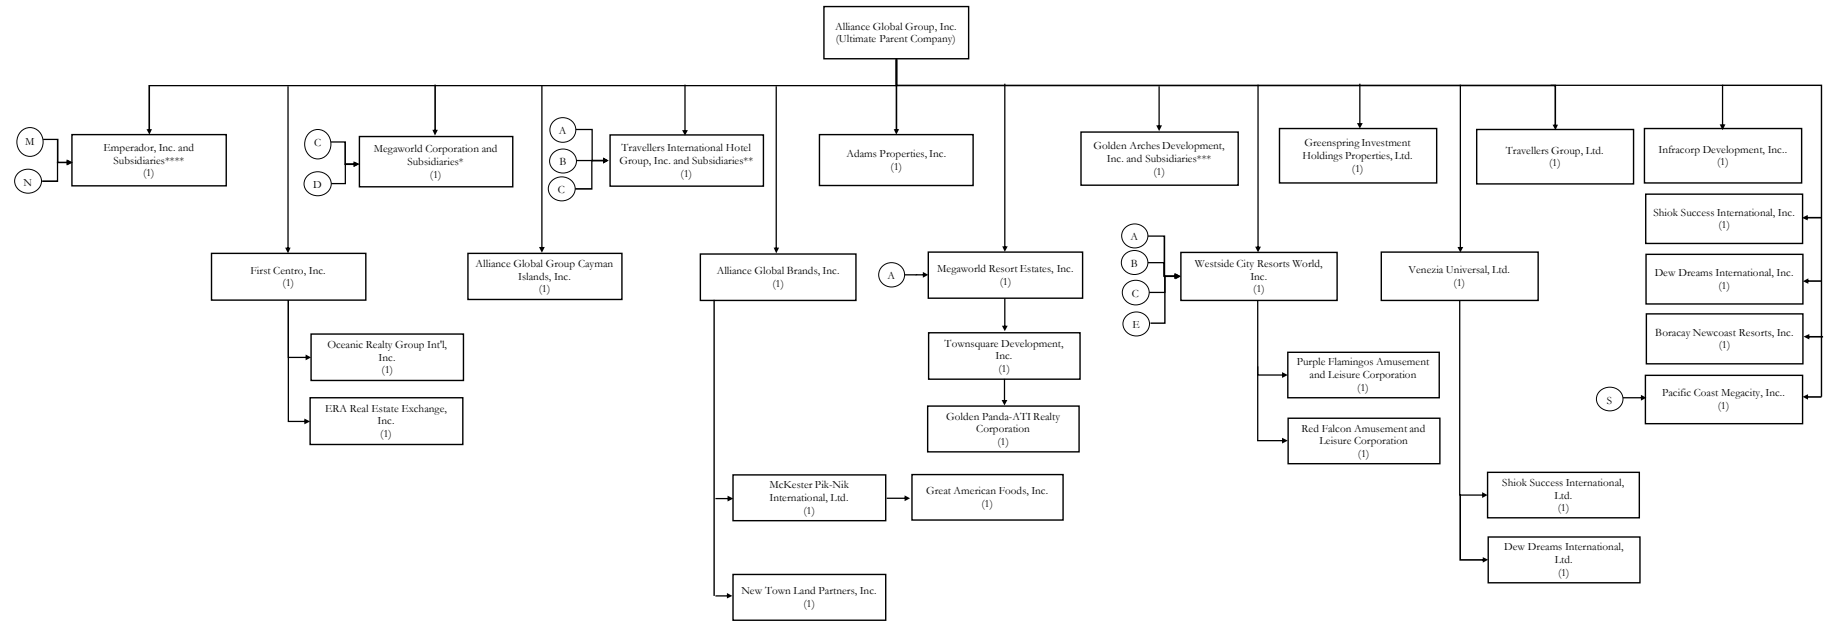 Alliance Global Group, Inc.
(Ultimate Parent Company)
M
N
Emperador, Inc. and
Subsidiaries****
(1)
C
D
Megaworld Corporation and
Subsidiaries*
(1)
A
B
C
Travellers International Hotel
Group, Inc. and Subsidiaries**
(1)
Adams Properties, Inc.
(1)
Golden Arches Development,
Inc. and Subsidiaries***
(1)
Greenspring Investment
Holdings Properties, Ltd.
(1)
Travellers Group, Ltd.
(1)
Infracorp Development, Inc..
(1)
Shiok Success International, Inc.
(1)
Dew Dreams International, Inc.
(1)
Boracay Newcoast Resorts, Inc.
(1)
S
Pacific Coast Megacity, Inc..
(1)
First Centro, Inc.
(1)
Alliance Global Group Cayman
Islands, Inc.
(1)
Alliance Global Brands, Inc.
(1)
A
Megaworld Resort Estates, Inc.
(1)
A
B
C
E
Westside City Resorts World,
Inc.
(1)
Venezia Universal, Ltd.
(1)
Oceanic Realty Group Int'l,
Inc.
(1)
ERA Real Estate Exchange,
Inc.
(1)
Townsquare Development,
Inc.
(1)
Golden Panda-ATI Realty
Corporation
(1)
Purple Flamingos Amusement
and Leisure Corporation
(1)
Red Falcon Amusement and
Leisure Corporation
(1)
McKester Pik-Nik
International, Ltd.
(1)
Great American Foods, Inc.
(1)
New Town Land Partners, Inc.
(1)
Shiok Success International,
Ltd.
(1)
Dew Dreams International,
Ltd.
(1)